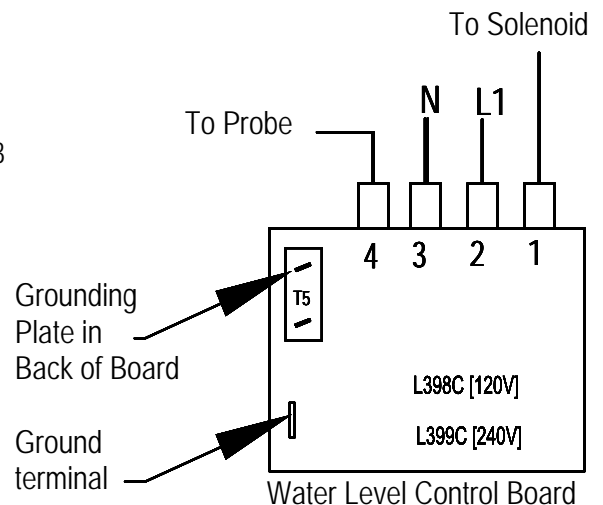 To Solenoid
N L1
To Probe
3
4 3 2 1
Grounding
Plate in
Back of Board
T5
L398C [120V]
Ground
terminal
L399C [240V]
Water Level Control Board